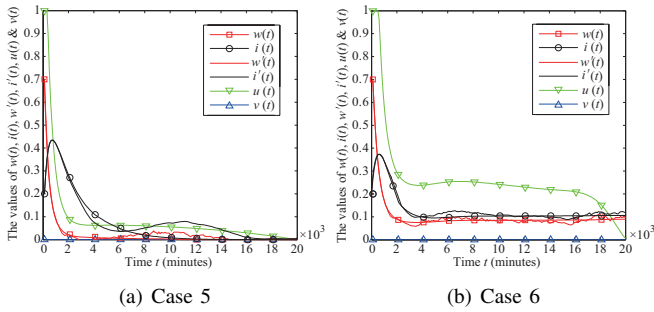 The values of w(t), i(t), w'(t), i'(t), u(t) & v(t)
1
0.9
0.8
0.7
0.6
0.5
0.4
0.3
0.2
0.1
0
w(t)
i(t)
w'(t)
i'(t)
u(t)
v(t)
0 2 4 6 8 10 12 14 16 18 20
×10³
Time t (minutes)
(a) Case 5
The values of w(t), i(t), w'(t), i'(t), u(t) & v(t)
1
0.9
0.8
0.7
0.6
0.5
0.4
0.3
0.2
0.1
0
w(t)
i(t)
w'(t)
i'(t)
u(t)
v(t)
0 2 4 6 8 10 12 14 16 18 20
×10³
Time t (minutes)
(b) Case 6